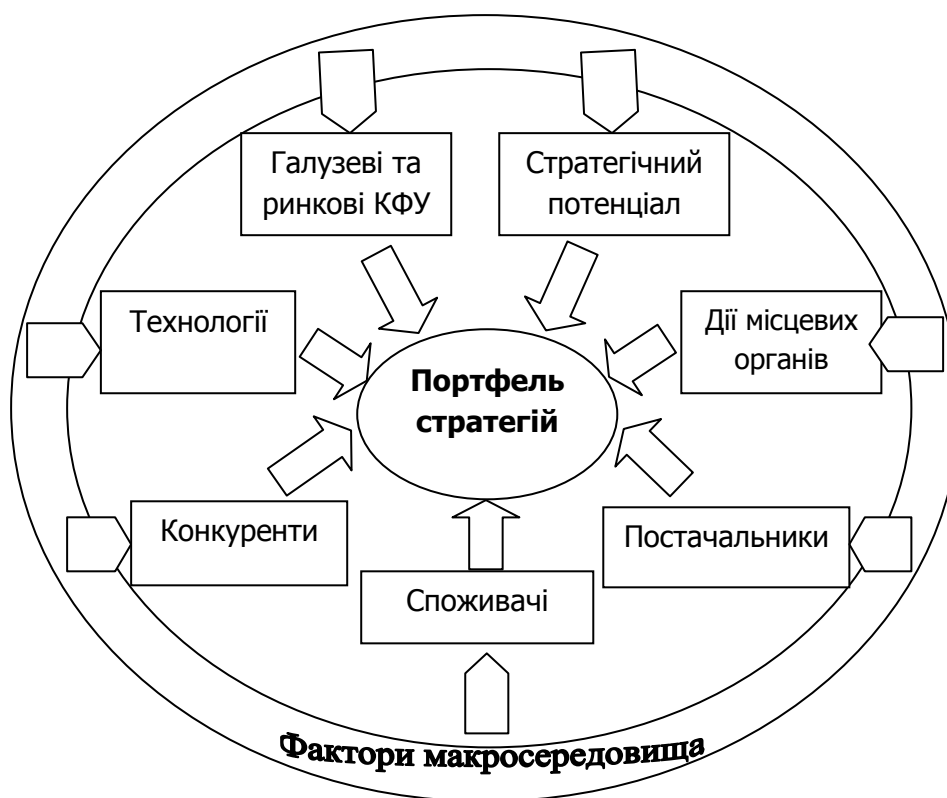 Галузеві та
ринкові КФУ
Стратегічний
потенціал
Технології
Дії місцевих
органів
Портфель
стратегій
Конкуренти
Постачальники
Споживачі
Фактори макросередовища